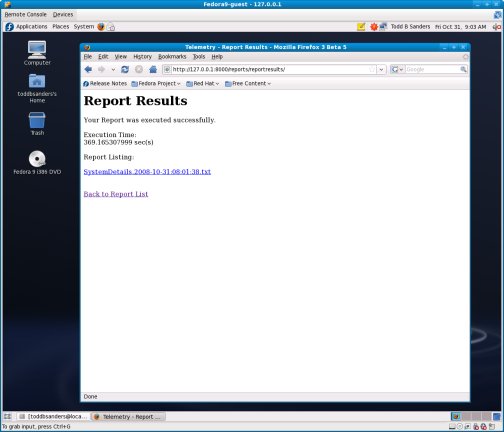 Fedora9-guest - 127.0.0.1
Remote Console Devices
Applications Places System Todd B Sanders Fri Oct 31, 9:03 AM
Telemetry - Report Results - Mozilla Firefox 3 Beta 5
File Edit View History Bookmarks Tools Help
http://127.0.0.1:8000/reports/reportresults/ Google
Release Notes Fedora Project Red Hat Free Content
Computer
toddbsanders's
Home
Trash
Fedora 9 i386 DVD
Report Results
Your Report was executed successfully.
Execution Time:
369.165307999 sec(s)
Report Listing:
SystemDetails.2008-10-31:08:01:38.txt
Back to Report List
Done
[toddbsanders@loca... Telemetry - Report ...
To grab input, press Ctrl+G